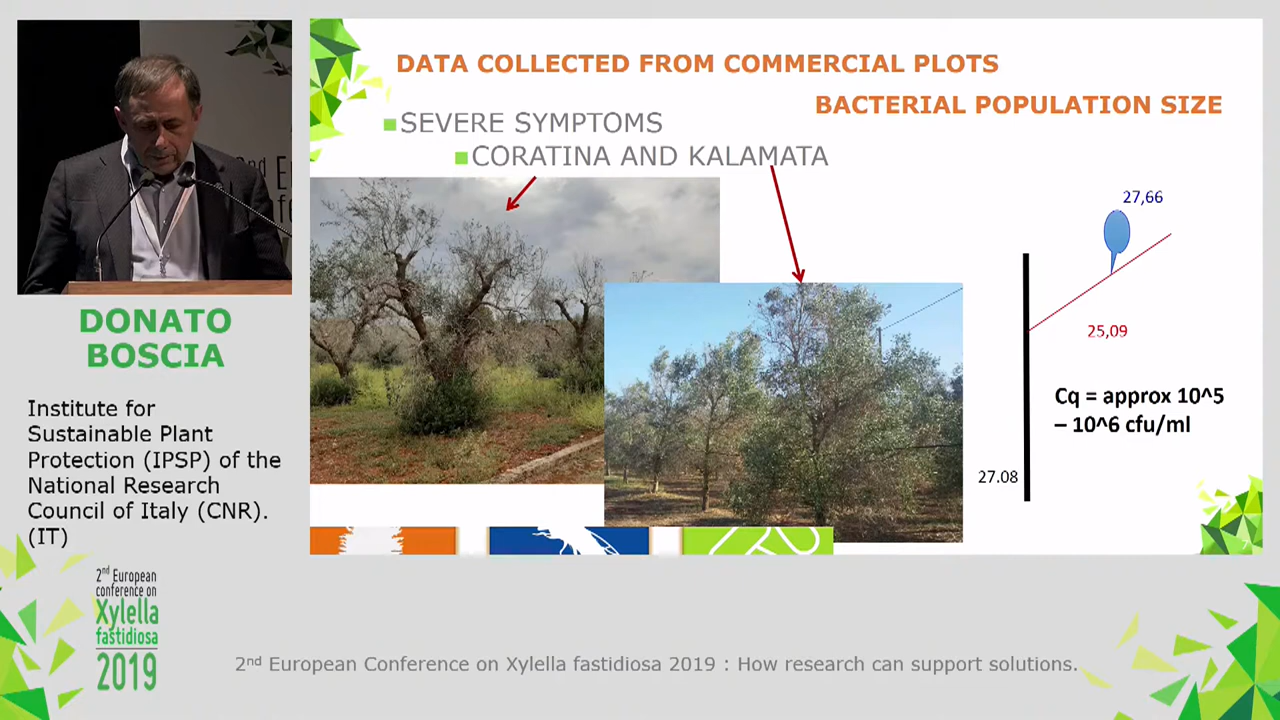 DATA COLLECTED FROM COMMERCIAL PLOTS
BACTERIAL POPULATION SIZE
■SEVERE SYMPTOMS
■CORATINA AND KALAMATA
27,66
25,09
Cq = approx 10^5
– 10^6 cfu/ml
27.08
2nd Eu
DONATO
BOSCIA
Institute for
Sustainable Plant
Protection (IPSP) of the
National Research
Council of Italy (CNR).
(IT)
2nd European
conference on
Xylella
fastidiosa
2019
2nd European Conference on Xylella fastidiosa 2019 : How research can support solutions.